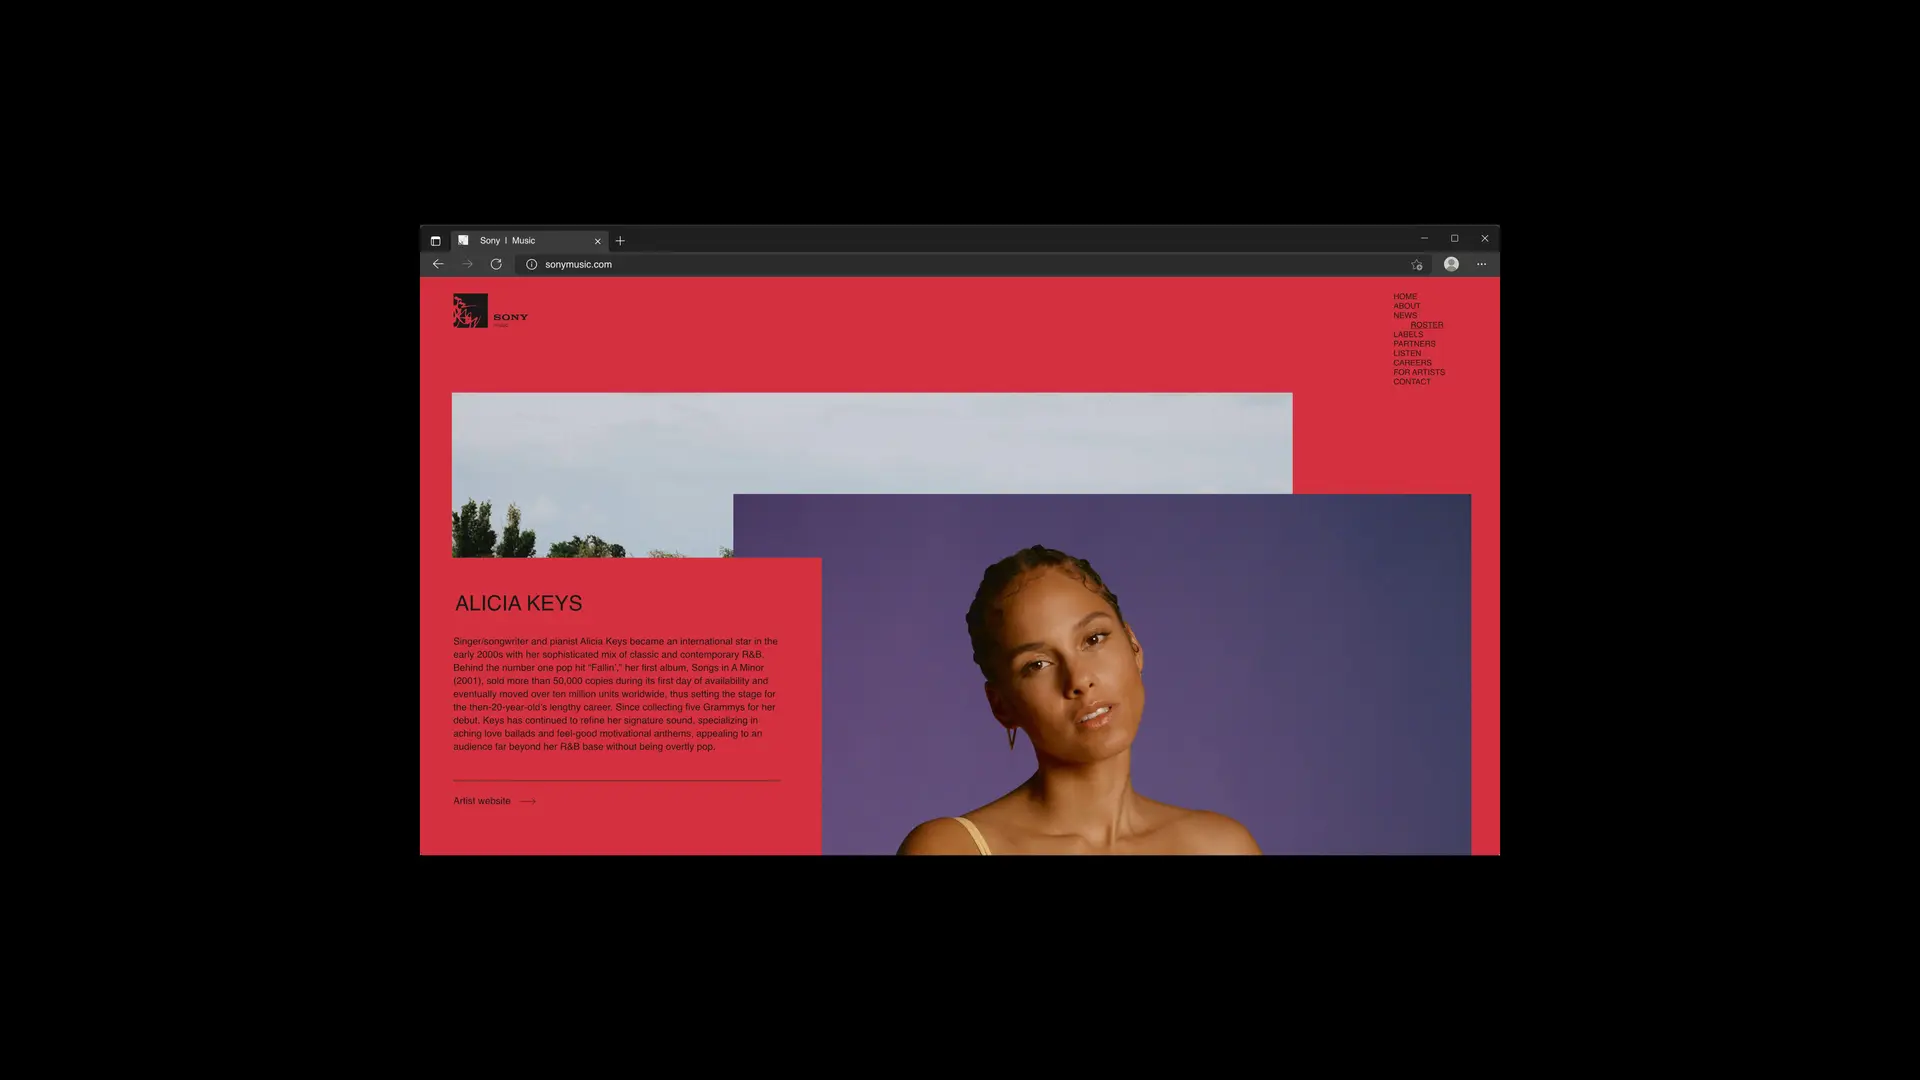 Sony | Music
sonymusic.com
SONY
music
HOME
ABOUT
NEWS
ROSTER
LABELS
PARTNERS
LISTEN
CAREERS
FOR ARTISTS
CONTACT
ALICIA KEYS
Singer/songwriter and pianist Alicia Keys became an international star in the
early 2000s with her sophisticated mix of classic and contemporary R&B.
Behind the number one pop hit “Fallin’,” her first album, Songs in A Minor
(2001), sold more than 50,000 copies during its first day of availability and
eventually moved over ten million units worldwide, thus setting the stage for
the then-20-year-old’s lengthy career. Since collecting five Grammys for her
debut, Keys has continued to refine her signature sound, specializing in
aching love ballads and feel-good motivational anthems, appealing to an
audience far beyond her R&B base without being overtly pop.
Artist website